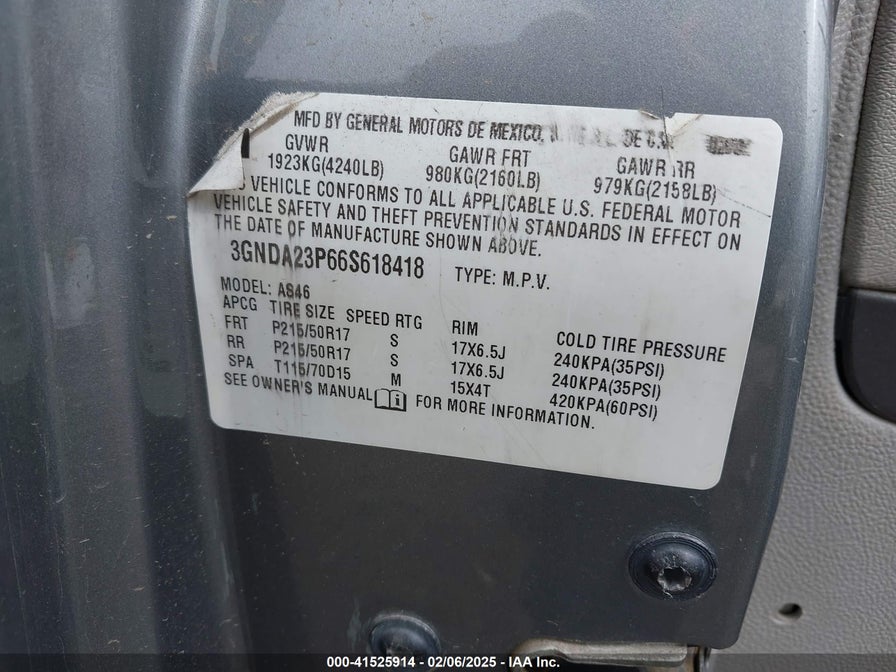 MFD BY GENERAL MOTORS DE MEXICO, DE C.V.
GVWR GAWR FRT GAWR RR
1923KG(4240LB) 980KG(2160LB) 979KG(2158LB)
VEHICLE CONFORMS TO ALL APPLICABLE U.S. FEDERAL MOTOR
VEHICLE SAFETY AND THEFT PREVENTION STANDARDS IN EFFECT ON
THE DATE OF MANUFACTURE SHOWN ABOVE.
3GNDA23P66S618418 TYPE: M.P.V.
MODEL: AS46
APCG TIRE SIZE SPEED RTG RIM COLD TIRE PRESSURE
FRT P215/50R17 S 17X6.5J 240KPA(35PSI)
RR P215/50R17 S 17X6.5J 240KPA(35PSI)
SPA T115/70D15 M 15X4T 420KPA(60PSI)
SEE OWNER'S MANUAL FOR MORE INFORMATION.
000-41525914 - 02/06/2025 - IAA Inc.